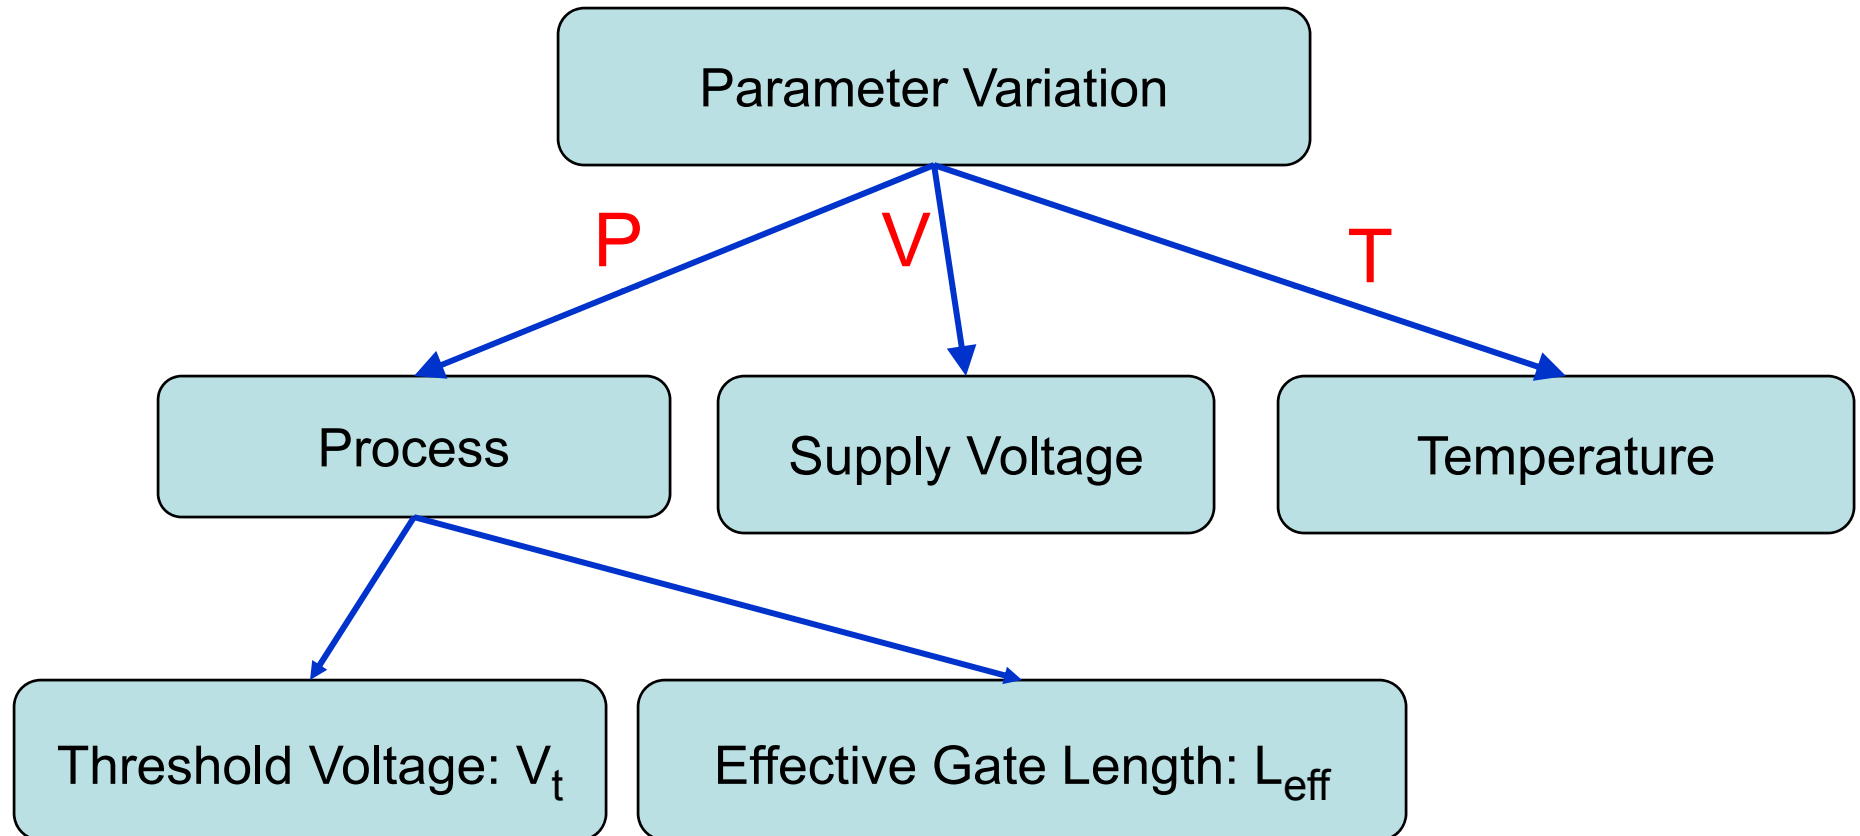 Parameter Variation
P
V
T
Process
Supply Voltage
Temperature
Threshold Voltage: Vt
Effective Gate Length: Leff